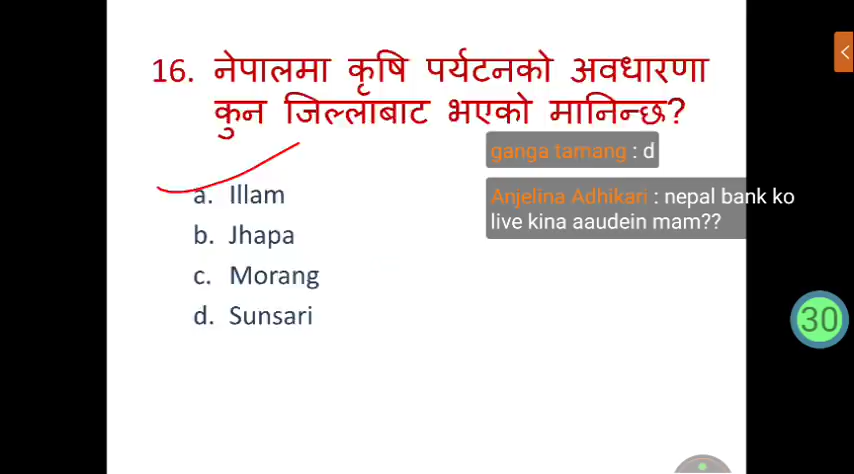 16. नेपालमा कृषि पर्यटनको अवधारणा
कुन जिल्लाबाट भएको मानिन्छ?
ganga tamang : d
Anjelina Adhikari : nepal bank ko
live kina aaudein mam??
a. Illam
b. Jhapa
c. Morang
d. Sunsari
30